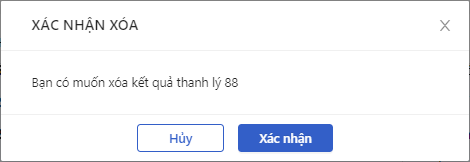 XÁC NHẬN XÓA
Bạn có muốn xóa kết quả thanh lý 88
Hủy
Xác nhận